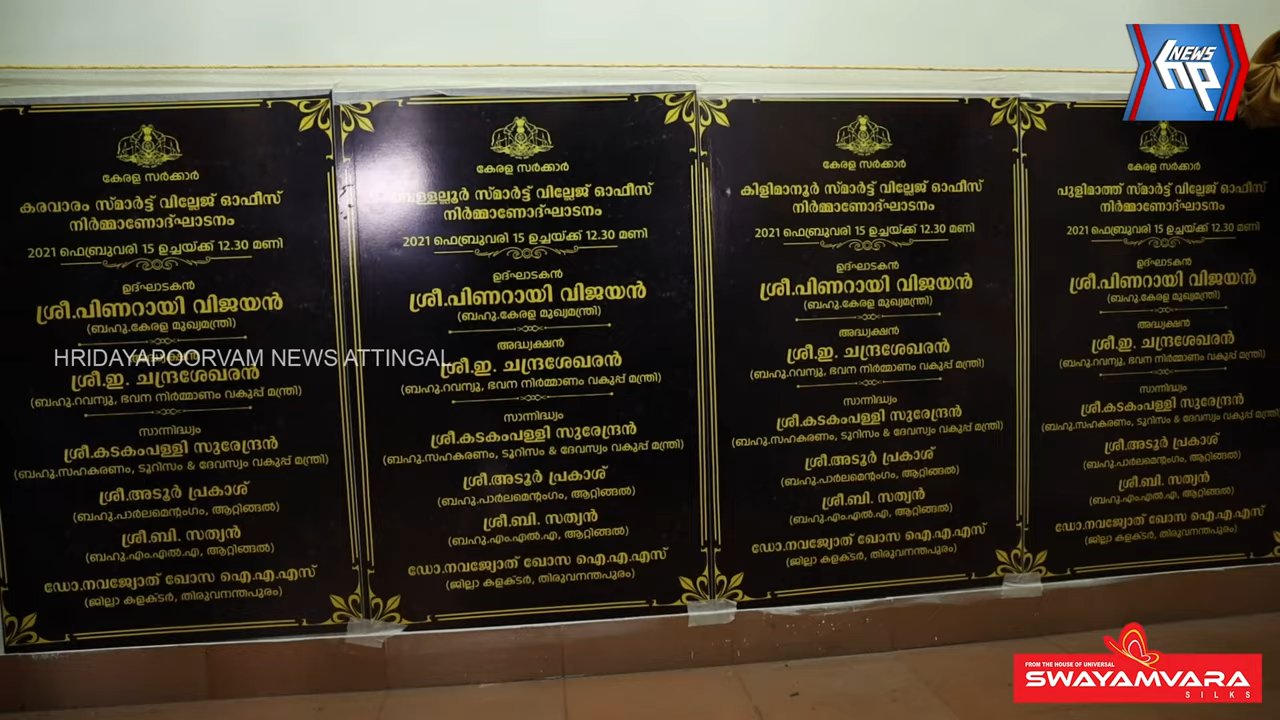 കേരള സർക്കാർ
കരവാരം സ്മാർട്ട് വില്ലേജ് ഓഫീസ്
നിർമ്മാണോദ്ഘാടനം
2021 ഫെബ്രുവരി 15 ഉച്ചയ്ക്ക് 12.30 മണി
ഉദ്ഘാടകൻ
ശ്രീ.പിണറായി വിജയൻ
(ബഹു.കേരള മുഖ്യമന്ത്രി)
ശ്രീ.ഇ. ചന്ദ്രശേഖരൻ
(ബഹു.റവന്യു, ഭവന നിർമ്മാണം വകുപ്പ് മന്ത്രി)
സാന്നിദ്ധ്യം
ശ്രീ.കടകംപള്ളി സുരേന്ദ്രൻ
(ബഹു.സഹകരണം, ടൂറിസം & ദേവസ്വം വകുപ്പ് മന്ത്രി)
ശ്രീ.അടൂർ പ്രകാശ്
(ബഹു.പാർലമെന്റംഗം, ആറ്റിങ്ങൽ)
ശ്രീ.ബി. സത്യൻ
(ബഹു.എം.എൽ.എ, ആറ്റിങ്ങൽ)
ഡോ.നവജ്യോത് ഖോസ ഐ.എ.എസ്
(ജില്ലാ കളക്ടർ, തിരുവനന്തപുരം)
കേരള സർക്കാർ
സ്മാർട്ട് വില്ലേജ് ഓഫീസ്
നിർമ്മാണോദ്ഘാടനം
2021 ഫെബ്രുവരി 15 ഉച്ചയ്ക്ക് 12.30 മണി
ഉദ്ഘാടകൻ
ശ്രീ.പിണറായി വിജയൻ
(ബഹു.കേരള മുഖ്യമന്ത്രി)
അദ്ധ്യക്ഷൻ
ശ്രീ.ഇ. ചന്ദ്രശേഖരൻ
(ബഹു.റവന്യു, ഭവന നിർമ്മാണം വകുപ്പ് മന്ത്രി)
സാന്നിദ്ധ്യം
ശ്രീ.കടകംപള്ളി സുരേന്ദ്രൻ
(ബഹു.സഹകരണം, ടൂറിസം & ദേവസ്വം വകുപ്പ് മന്ത്രി)
ശ്രീ.അടൂർ പ്രകാശ്
(ബഹു.പാർലമെന്റംഗം, ആറ്റിങ്ങൽ)
ശ്രീ.ബി. സത്യൻ
(ബഹു.എം.എൽ.എ, ആറ്റിങ്ങൽ)
ഡോ.നവജ്യോത് ഖോസ ഐ.എ.എസ്
(ജില്ലാ കളക്ടർ, തിരുവനന്തപുരം)
കേരള സർക്കാർ
കിളിമാനൂർ സ്മാർട്ട് വില്ലേജ് ഓഫീസ്
നിർമ്മാണോദ്ഘാടനം
2021 ഫെബ്രുവരി 15 ഉച്ചയ്ക്ക് 12.30 മണി
ഉദ്ഘാടകൻ
ശ്രീ.പിണറായി വിജയൻ
(ബഹു.കേരള മുഖ്യമന്ത്രി)
അദ്ധ്യക്ഷൻ
ശ്രീ.ഇ. ചന്ദ്രശേഖരൻ
(ബഹു.റവന്യു, ഭവന നിർമ്മാണം വകുപ്പ് മന്ത്രി)
സാന്നിദ്ധ്യം
ശ്രീ.കടകംപള്ളി സുരേന്ദ്രൻ
(ബഹു.സഹകരണം, ടൂറിസം & ദേവസ്വം വകുപ്പ് മന്ത്രി)
ശ്രീ.അടൂർ പ്രകാശ്
(ബഹു.പാർലമെന്റംഗം, ആറ്റിങ്ങൽ)
ശ്രീ.ബി. സത്യൻ
(ബഹു.എം.എൽ.എ, ആറ്റിങ്ങൽ)
ഡോ.നവജ്യോത് ഖോസ ഐ.എ.എസ്
(ജില്ലാ കളക്ടർ, തിരുവനന്തപുരം)
കേരള സർക്കാർ
പുളിമാത്ത് സ്മാർട്ട് വില്ലേജ് ഓഫീസ്
നിർമ്മാണോദ്ഘാടനം
2021 ഫെബ്രുവരി 15 ഉച്ചയ്ക്ക് 12.30 മണി
ഉദ്ഘാടകൻ
ശ്രീ.പിണറായി വിജയൻ
(ബഹു.കേരള മുഖ്യമന്ത്രി)
അദ്ധ്യക്ഷൻ
ശ്രീ.ഇ. ചന്ദ്രശേഖരൻ
(ബഹു.റവന്യു, ഭവന നിർമ്മാണം വകുപ്പ് മന്ത്രി)
സാന്നിദ്ധ്യം
ശ്രീ.കടകംപള്ളി സുരേന്ദ്രൻ
(ബഹു.സഹകരണം, ടൂറിസം & ദേവസ്വം വകുപ്പ് മന്ത്രി)
ശ്രീ.അടൂർ പ്രകാശ്
(ബഹു.പാർലമെന്റംഗം, ആറ്റിങ്ങൽ)
ശ്രീ.ബി. സത്യൻ
(ബഹു.എം.എൽ.എ, ആറ്റിങ്ങൽ)
ഡോ.നവജ്യോത് ഖോസ ഐ.എ.എസ്
(ജില്ലാ കളക്ടർ, തിരുവനന്തപുരം)
HRIDAYAPOORVAM NEWS ATTINGAL
NEWS
hp
FROM THE HOUSE OF UNIVERSAL
SWAYAMVARA
SILKS